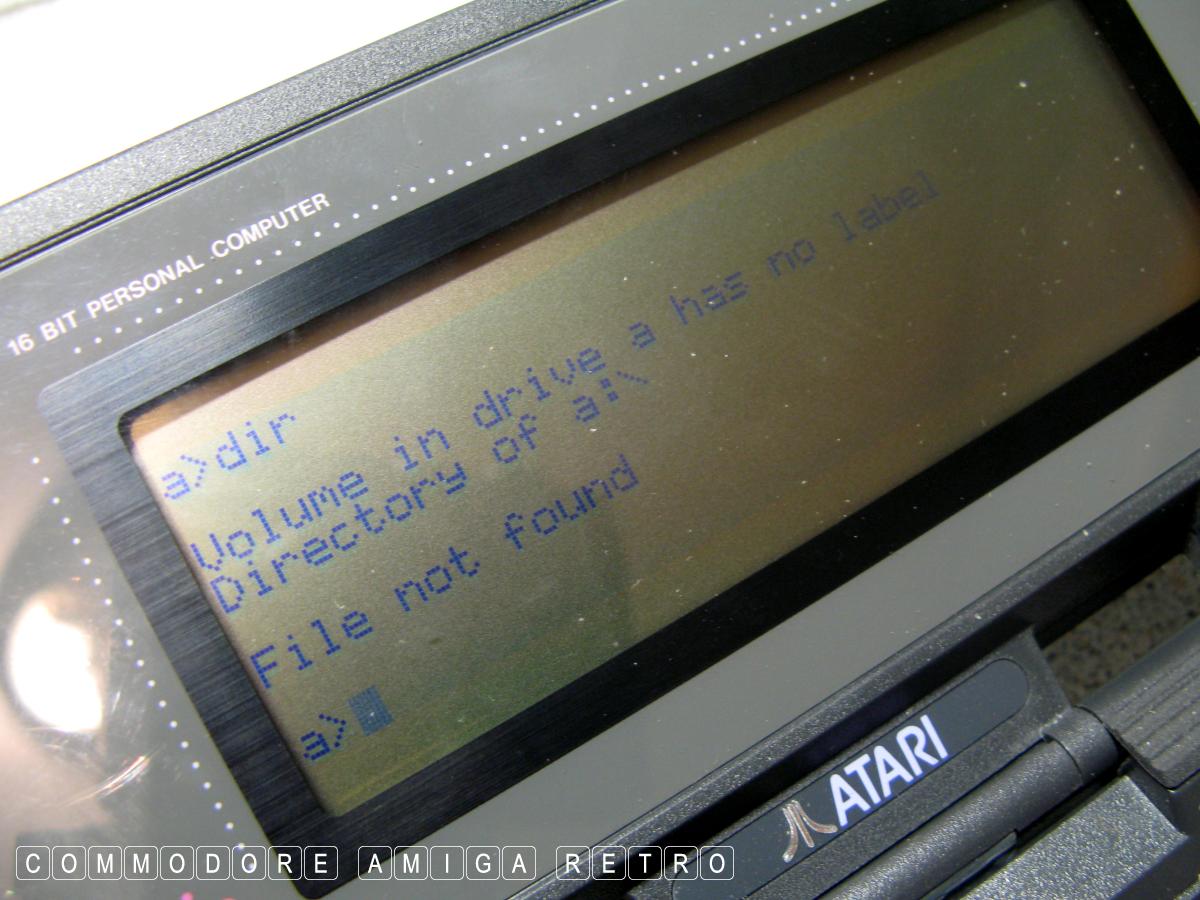 16 BIT PERSONAL COMPUTER
a>dir
Volume in drive a has no label
Directory of a:\
File not found
a>
ATARI
COMMODORE AMIGA RETRO